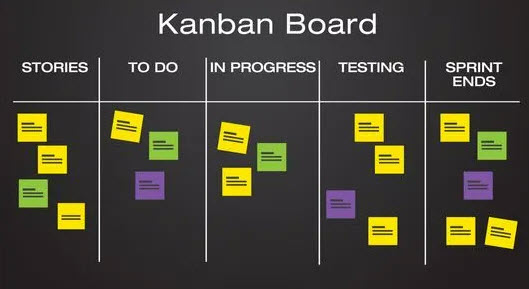 Kanban Board
STORIES
TO DO
IN PROGRESS
TESTING
SPRINT
ENDS